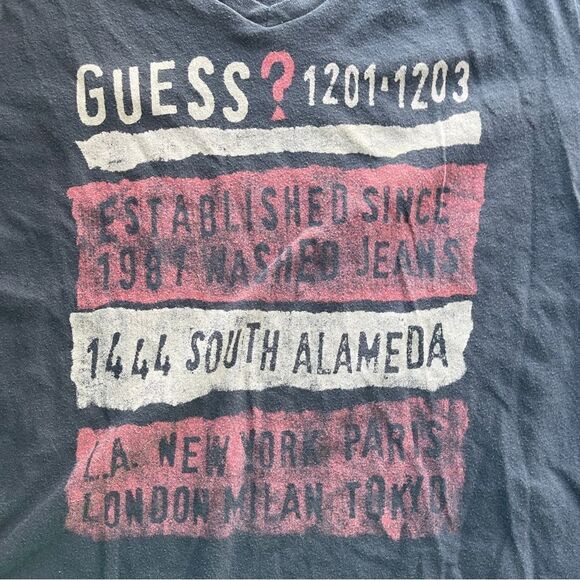 GUESS? 1201-1203
ESTABLISHED SINCE
1981 WASHED JEANS
1444 SOUTH ALAMEDA
L.A. NEW YORK PARIS
LONDON MILAN TOKYO